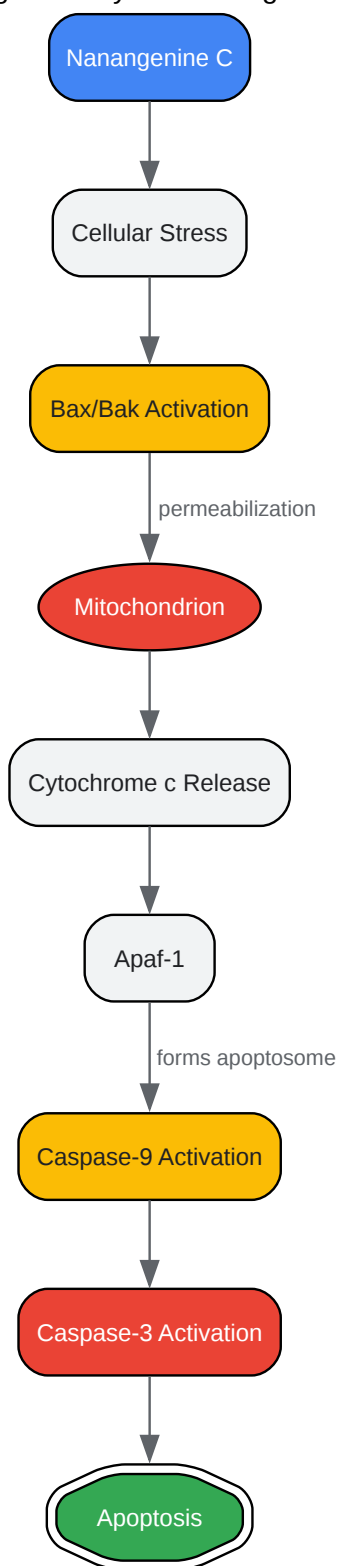 Nanangenine C
Cellular Stress
Bax/Bak Activation
permeabilization
Mitochondrion
Cytochrome c Release
Apaf-1
forms apoptosome
Caspase-9 Activation
Caspase-3 Activation
Apoptosis